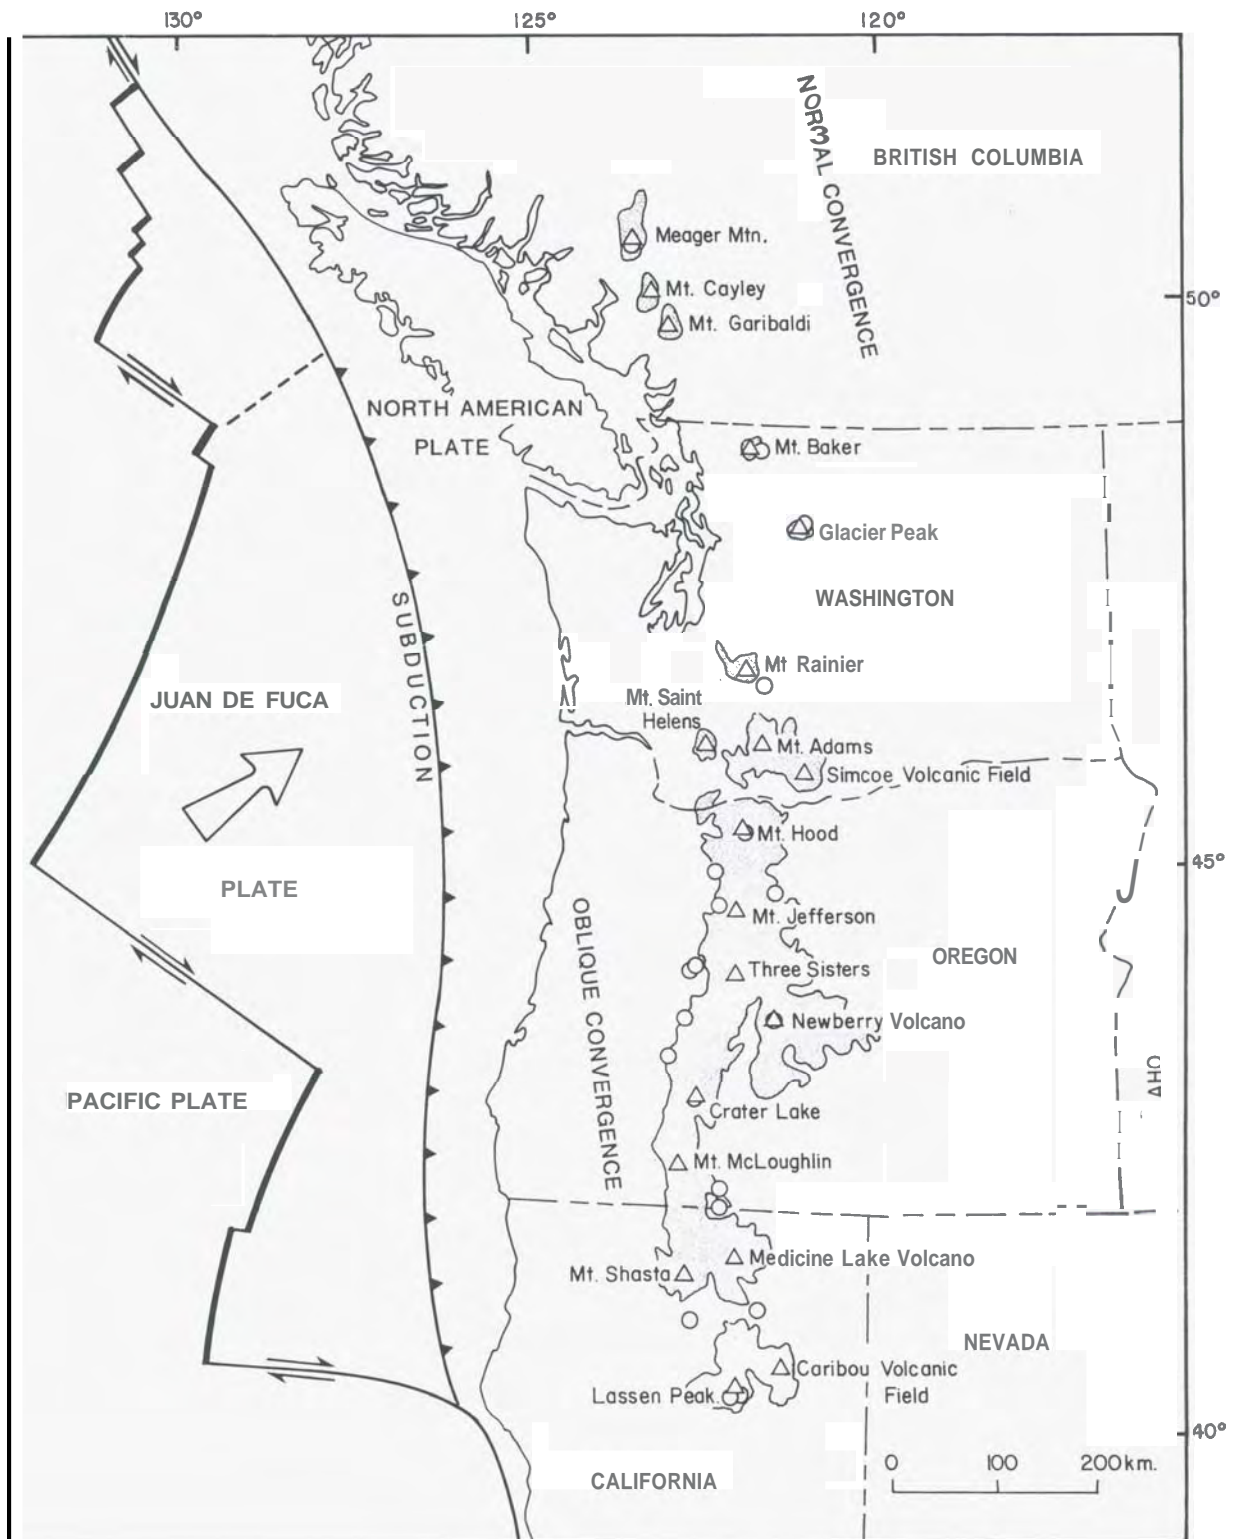 130°
125°
120°
NORMAL CONVERGENCE
BRITISH COLUMBIA
Meager Mtn.
Mt. Cayley
50°
Mt. Garibaldi
NORTH AMERICAN
PLATE
Mt. Baker
Glacier Peak
WASHINGTON
SUBDUCTION
Mt Rainier
JUAN DE FUCA
Mt. Saint
Helens
Mt. Adams
Simcoe Volcanic Field
Mt. Hood
45°
PLATE
OBLIQUE CONVERGENCE
Mt. Jefferson
OREGON
Three Sisters
Newberry Volcano
PACIFIC PLATE
AHO
Crater Lake
Mt. McLoughlin
Medicine Lake Volcano
Mt. Shasta
NEVADA
Caribou Volcanic
Field
Lassen Peak.
40°
CALIFORNIA
0 100 200 km.